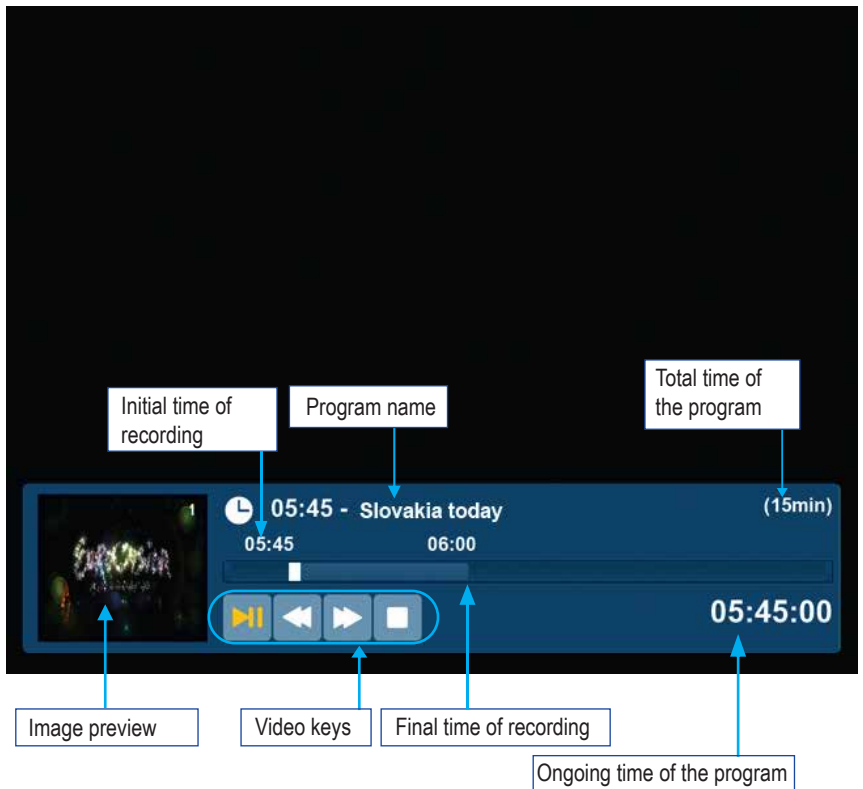 Initial time of
recording
Program name
Total time of
the program
1
05:45 - Slovakia today
(15min)
05:45
06:00
05:45:00
Image preview
Video keys
Final time of recording
Ongoing time of the program